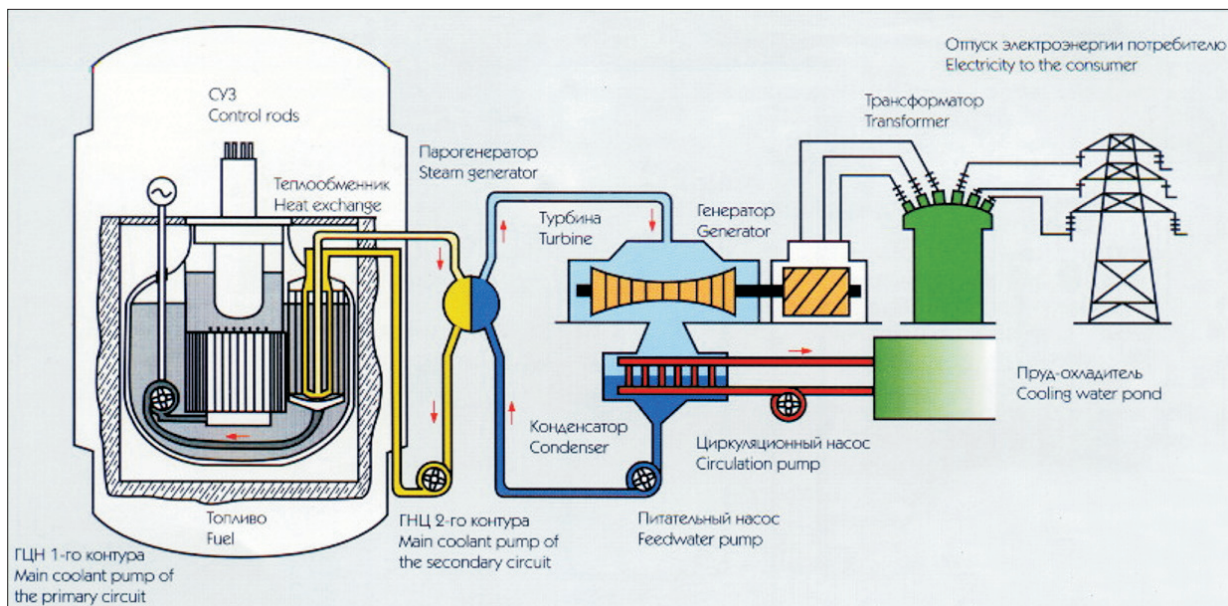 Отпуск электроэнергии потребителю
Electricity to the consumer
СУЗ
Control rods
Трансформатор
Transformer
Парогенератор
Steam generator
Теплообменник
Heat exchange
Турбина
Turbine
Генератор
Generator
Пруд-охладитель
Cooling water pond
Конденсатор
Condenser
Циркуляционный насос
Circulation pump
Топливо
Fuel
ГНЦ 2-го контура
Main coolant pump of
the secondary circuit
Питательный насос
Feedwater pump
ГЦН 1-го контура
Main coolant pump of
the primary circuit